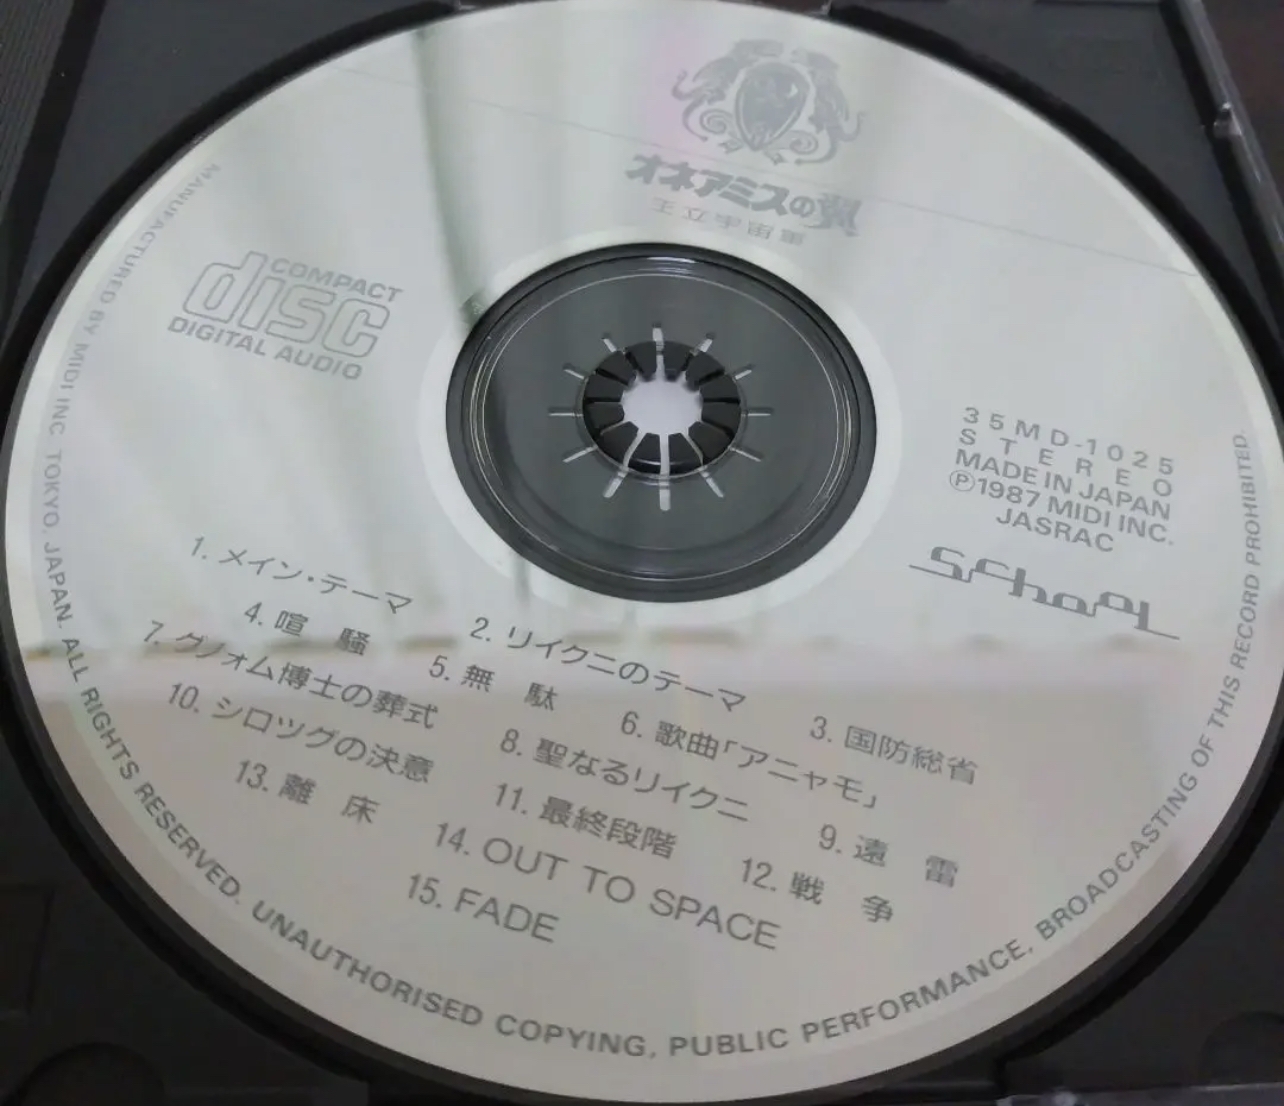 オネアミスの翼
王立宇宙軍
COMPACT
disc
DIGITAL AUDIO
35MD-1025
STEREO
MADE IN JAPAN
Ⓟ1987 MIDI INC.
JASRAC
SCHOOL
1. メイン・テーマ
2. リイクニのテーマ
3. 国防総省
4. 喧 騒
5. 無 駄
6. 歌曲「アニャモ」
7. グノォム博士の葬式
8. 聖なるリイクニ
9. 遠 雷
10. シロツグの決意
11. 最終段階
12. 戦 争
13. 離 床
14. OUT TO SPACE
15. FADE
MANUFACTURED BY MIDI INC TOKYO, JAPAN. ALL RIGHTS RESERVED. UNAUTHORISED COPYING, PUBLIC PERFORMANCE, BROADCASTING OF THIS RECORD PROHIBITED.